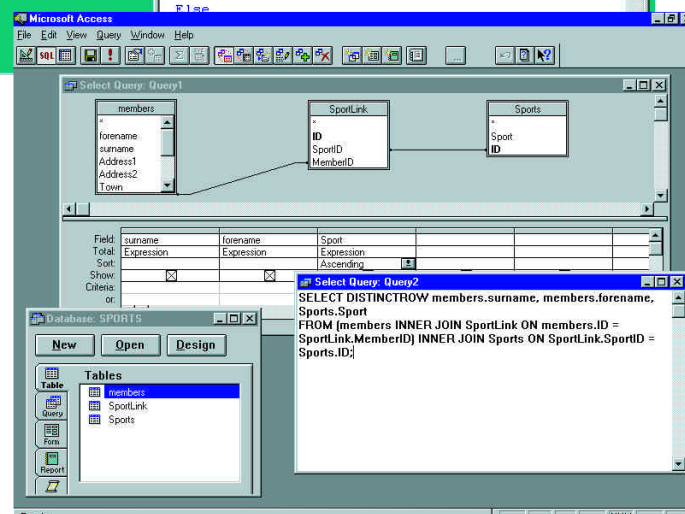 Else
Microsoft Access
File Edit View Query Window Help
SQL
Select Query: Query1
members
*
forename
surname
Address1
Address2
Town
SportLink
*
ID
SportID
MemberID
Sports
*
Sport
ID
Field: surname forename Sport
Total: Expression Expression Expression
Sort: Ascending
Show:
Criteria:
or:
Select Query: Query2
SELECT DISTINCTROW members.surname, members.forename,
Sports.Sport
FROM (members INNER JOIN SportLink ON members.ID =
SportLink.MemberID) INNER JOIN Sports ON SportLink.SportID =
Sports.ID;
Database: SPORTS
New Open Design
Table
Query
Form
Report
Tables
members
SportLink
Sports